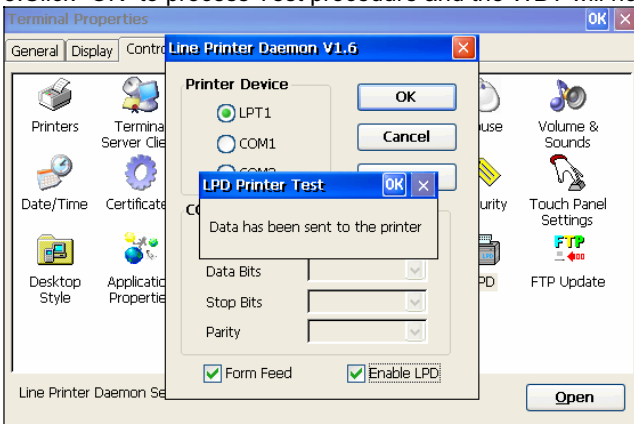 Terminal Properties OK
General Display Contro
Line Printer Daemon V1.6
Printer Device
LPT1
COM1
OK
Cancel
LPD Printer Test OK
Data has been sent to the printer
Data Bits
Stop Bits
Parity
Form Feed
Enable LPD
Printers
Termina
Server Clie
Volume &
Sounds
Date/Time
Certificate
Touch Panel
Settings
Desktop
Style
Applicatio
Propertie
FTP
FTP Update
Line Printer Daemon Se
Open